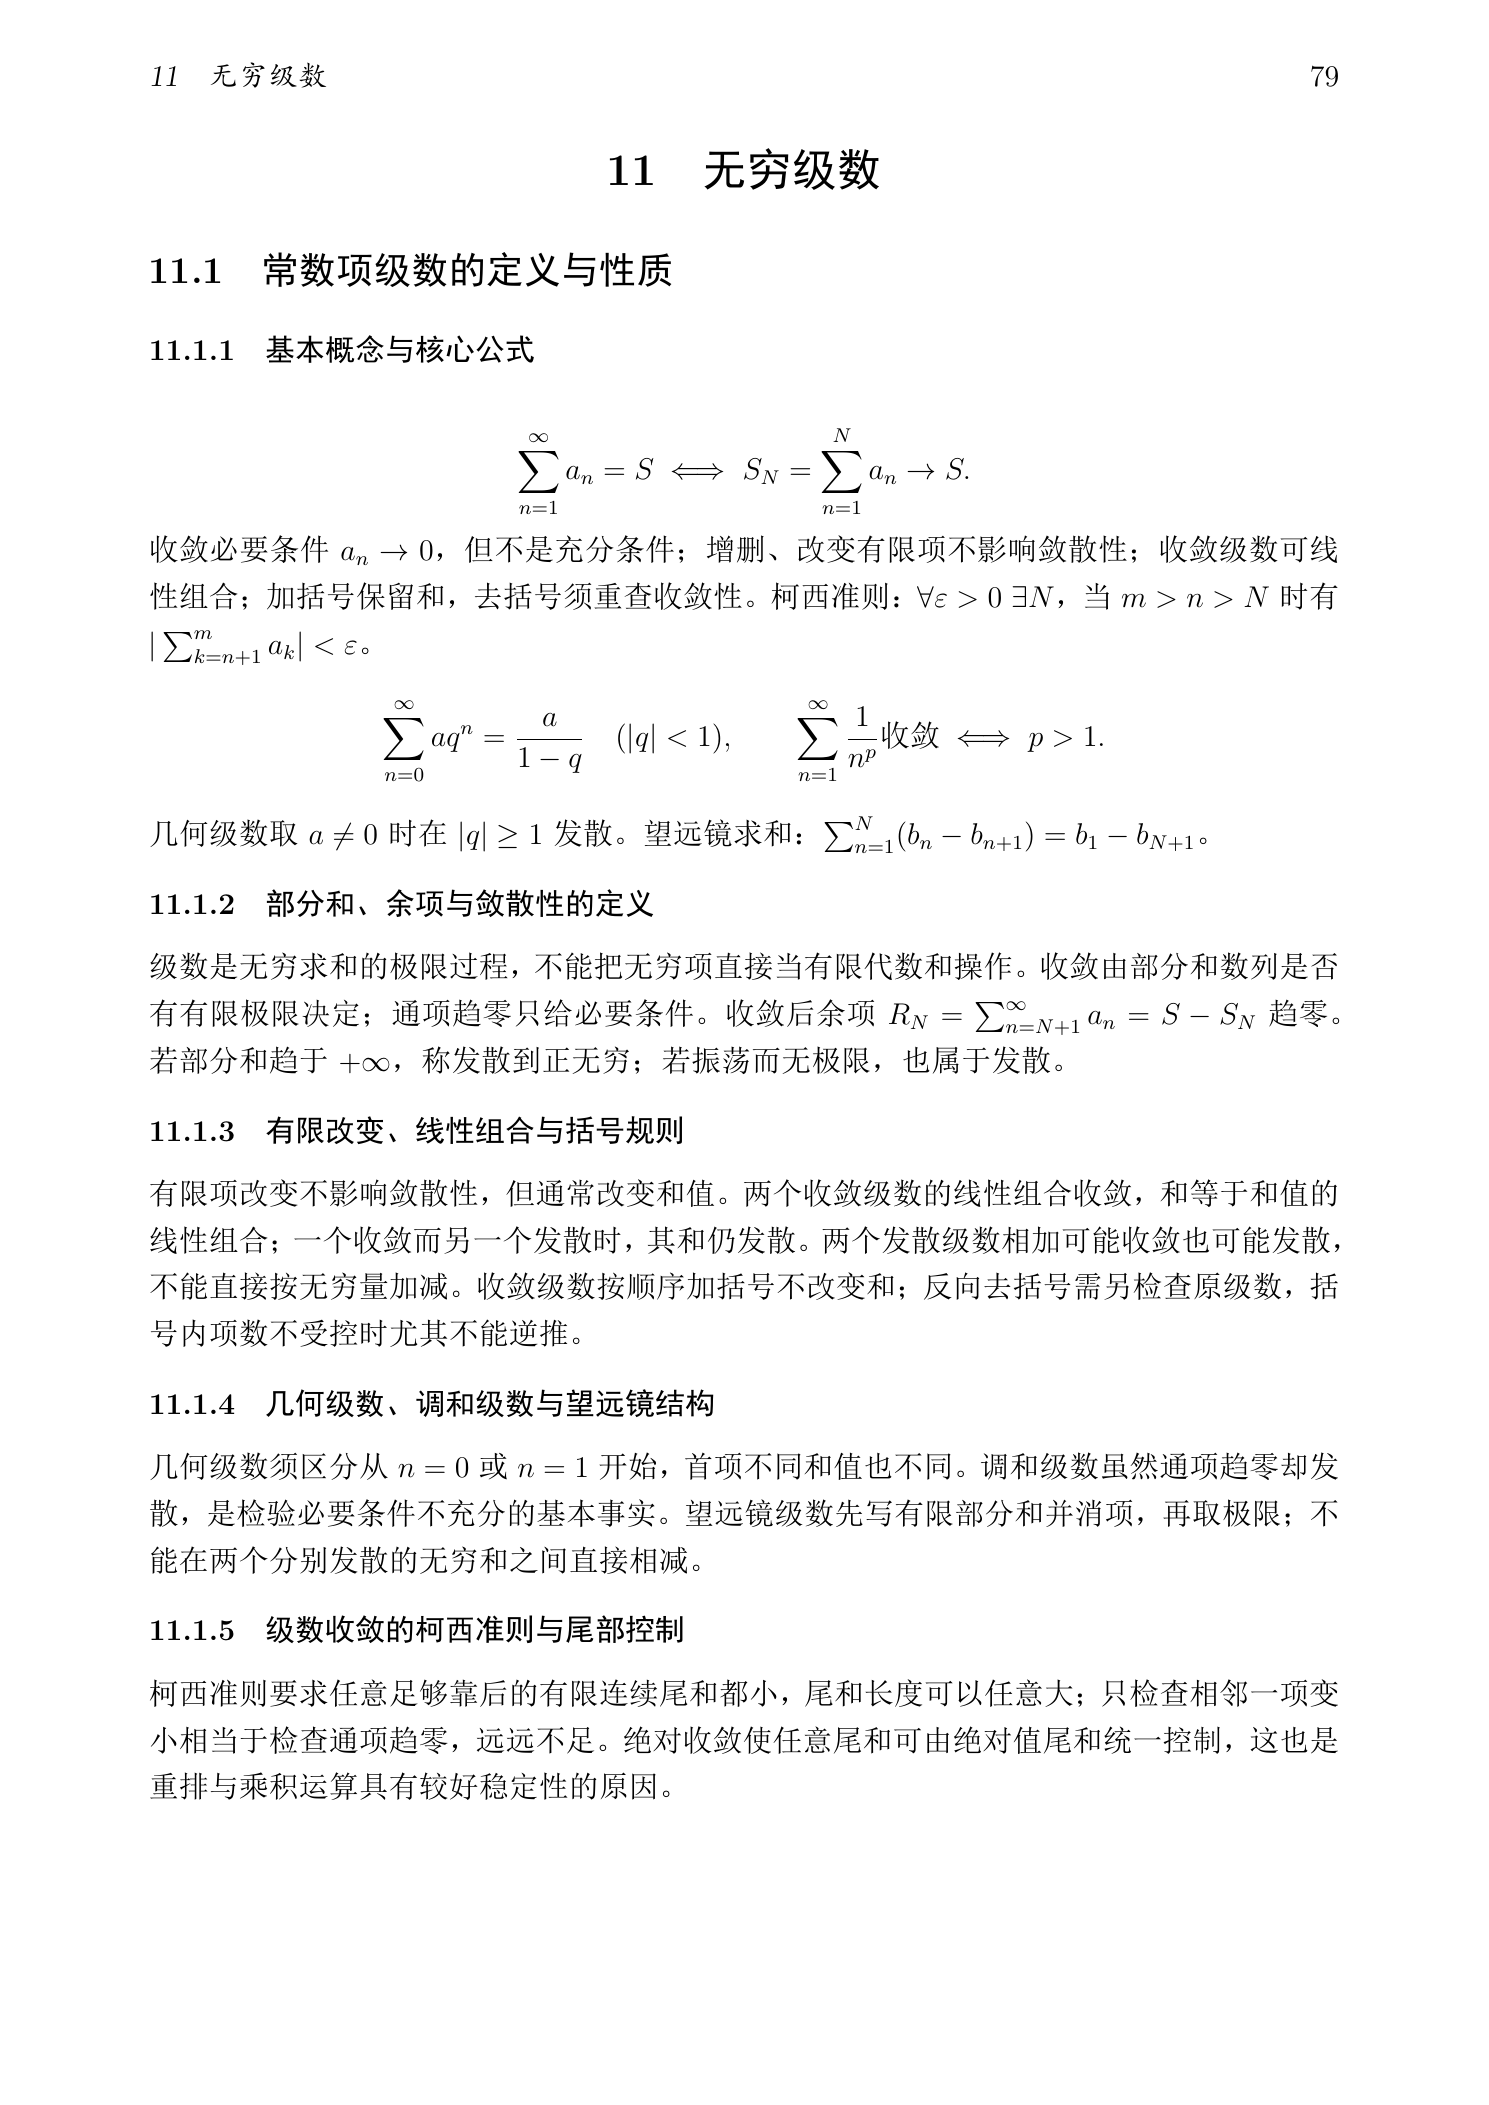 11 无穷级数 79
11 无穷级数
11.1 常数项级数的定义与性质
11.1.1 基本概念与核心公式
$$\sum_{n=1}^{\infty} a_n = S \iff S_N = \sum_{n=1}^{N} a_n \to S.$$
收敛必要条件 $a_n \to 0$，但不是充分条件；增删、改变有限项不影响敛散性；收敛级数可线
性组合；加括号保留和，去括号须重查收敛性。柯西准则：$\forall \varepsilon > 0\ \exists N$，当 $m > n > N$ 时有
$|\sum_{k=n+1}^{m} a_k| < \varepsilon$。
$$\sum_{n=0}^{\infty} aq^n = \frac{a}{1-q} \quad (|q| < 1), \qquad \sum_{n=1}^{\infty} \frac{1}{n^p} 收敛 \iff p > 1.$$
几何级数取 $a \neq 0$ 时在 $|q| \geq 1$ 发散。望远镜求和：$\sum_{n=1}^{N}(b_n - b_{n+1}) = b_1 - b_{N+1}$。
11.1.2 部分和、余项与敛散性的定义
级数是无穷求和的极限过程，不能把无穷项直接当有限代数和操作。收敛由部分和数列是否
有有限极限决定；通项趋零只给必要条件。收敛后余项 $R_N = \sum_{n=N+1}^{\infty} a_n = S - S_N$ 趋零。
若部分和趋于 $+\infty$，称发散到正无穷；若振荡而无极限，也属于发散。
11.1.3 有限改变、线性组合与括号规则
有限项改变不影响敛散性，但通常改变和值。两个收敛级数的线性组合收敛，和等于和值的
线性组合；一个收敛而另一个发散时，其和仍发散。两个发散级数相加可能收敛也可能发散，
不能直接按无穷量加减。收敛级数按顺序加括号不改变和；反向去括号需另检查原级数，括
号内项数不受控时尤其不能逆推。
11.1.4 几何级数、调和级数与望远镜结构
几何级数须区分从 $n = 0$ 或 $n = 1$ 开始，首项不同和值也不同。调和级数虽然通项趋零却发
散，是检验必要条件不充分的基本事实。望远镜级数先写有限部分和并消项，再取极限；不
能在两个分别发散的无穷和之间直接相减。
11.1.5 级数收敛的柯西准则与尾部控制
柯西准则要求任意足够靠后的有限连续尾和都小，尾和长度可以任意大；只检查相邻一项变
小相当于检查通项趋零，远远不足。绝对收敛使任意尾和可由绝对值尾和统一控制，这也是
重排与乘积运算具有较好稳定性的原因。